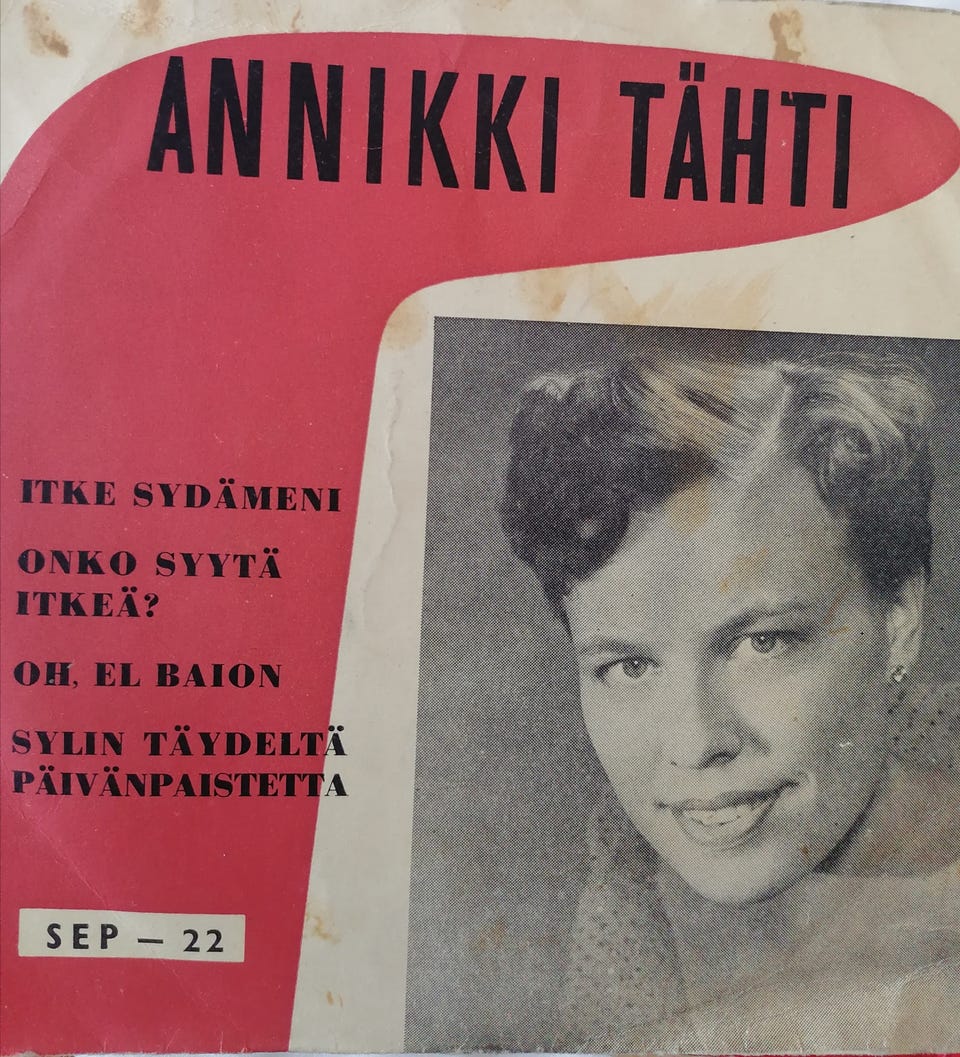 ANNIKKI TÄHTI
ITKE SYDÄMENI
ONKO SYYTÄ
ITKEÄ?
OH, EL BAION
SYLIN TÄYDELTÄ
PÄIVÄNPAISTETTA
SEP — 22